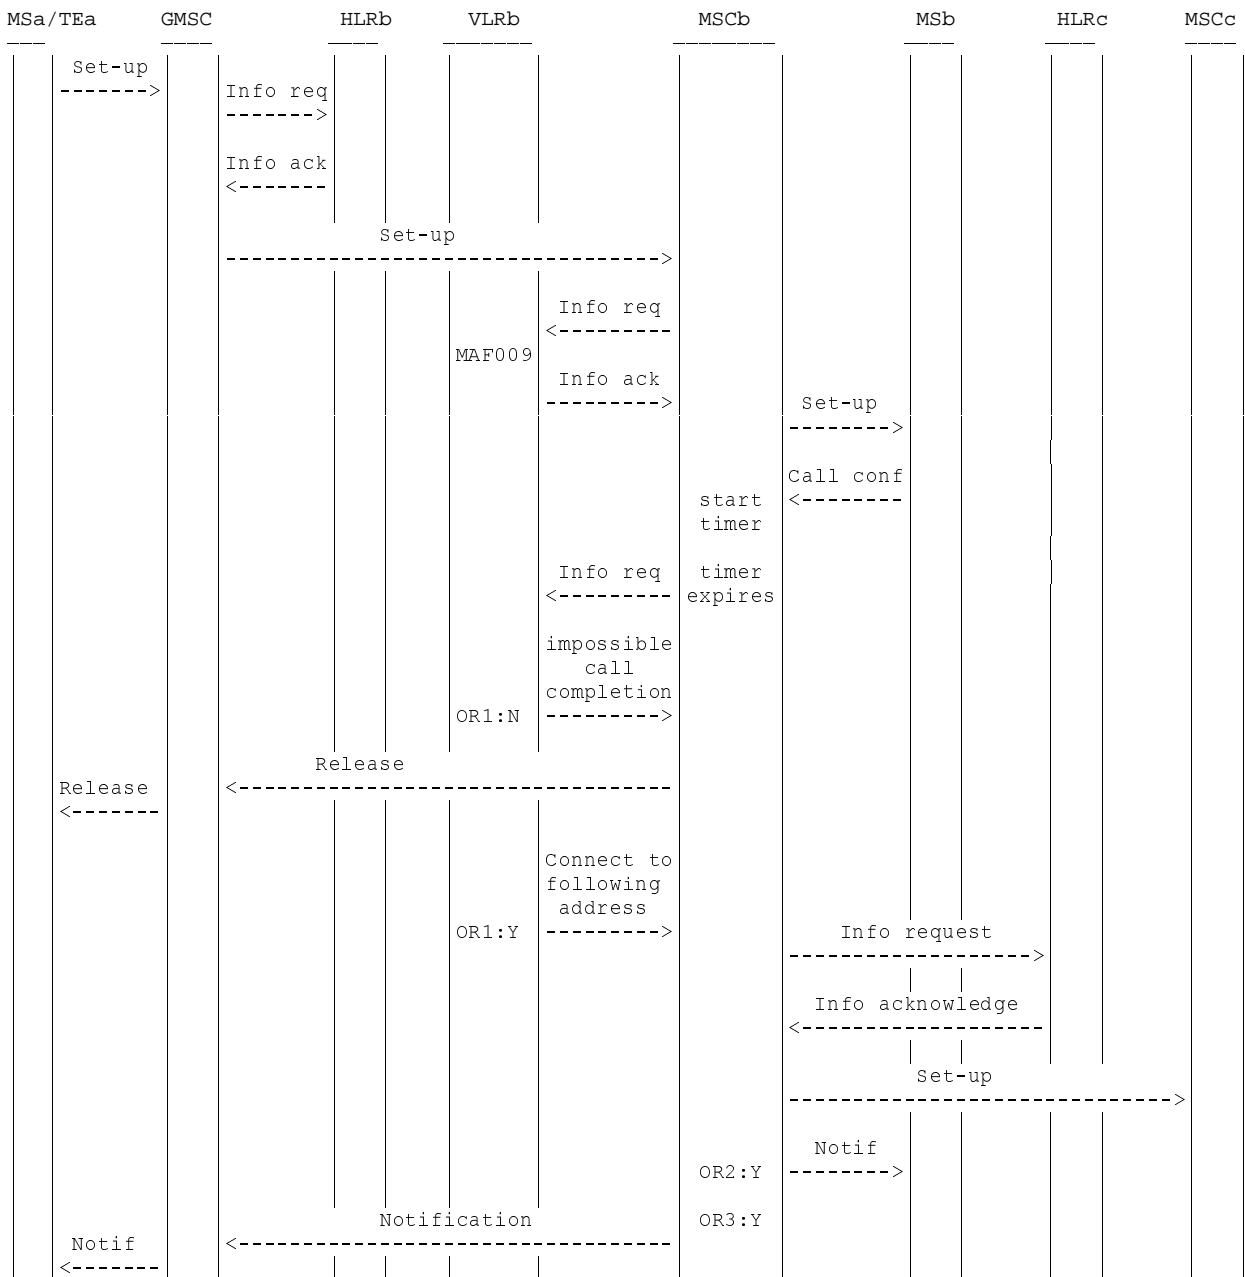 MSa/TEa GMSC HLRb VLRb MSCb MSb HLRc MSCc
Set-up
Info req
Info ack
Set-up
Info req
MAF009
Info ack
Set-up
Call conf
start
timer
Info req timer
expires
impossible
call
completion
OR1:N
Release
Release
Connect to
following
address
OR1:Y Info request
Info acknowledge
Set-up
Notif
OR2:Y
Notification OR3:Y
Notif